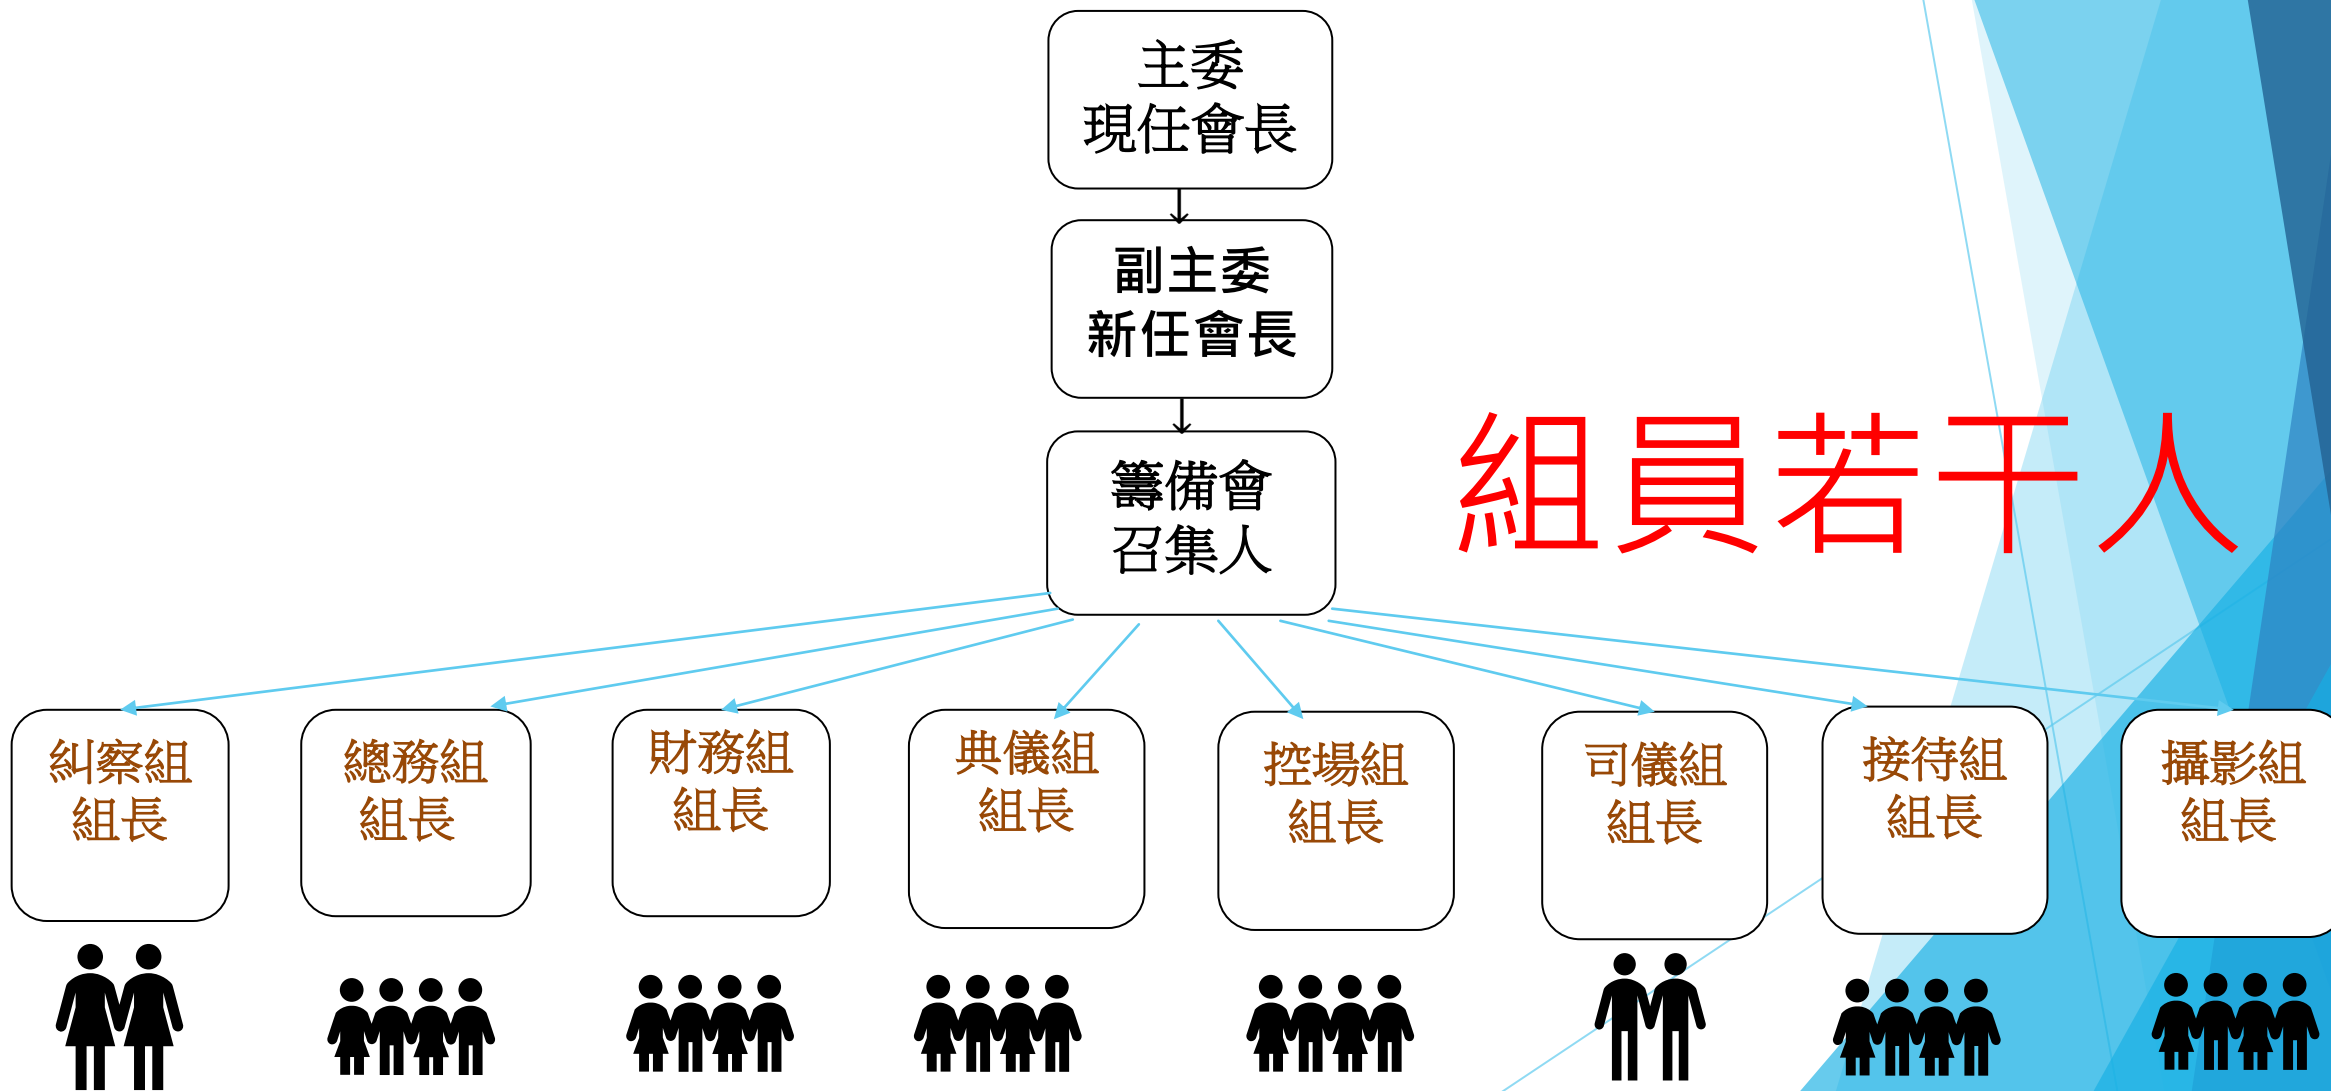 主委
現任會長
副主委
新任會長
籌備會
召集人
組員若干人
糾察組
組長
總務組
組長
財務組
組長
典儀組
組長
控場組
組長
司儀組
組長
接待組
組長
攝影組
組長